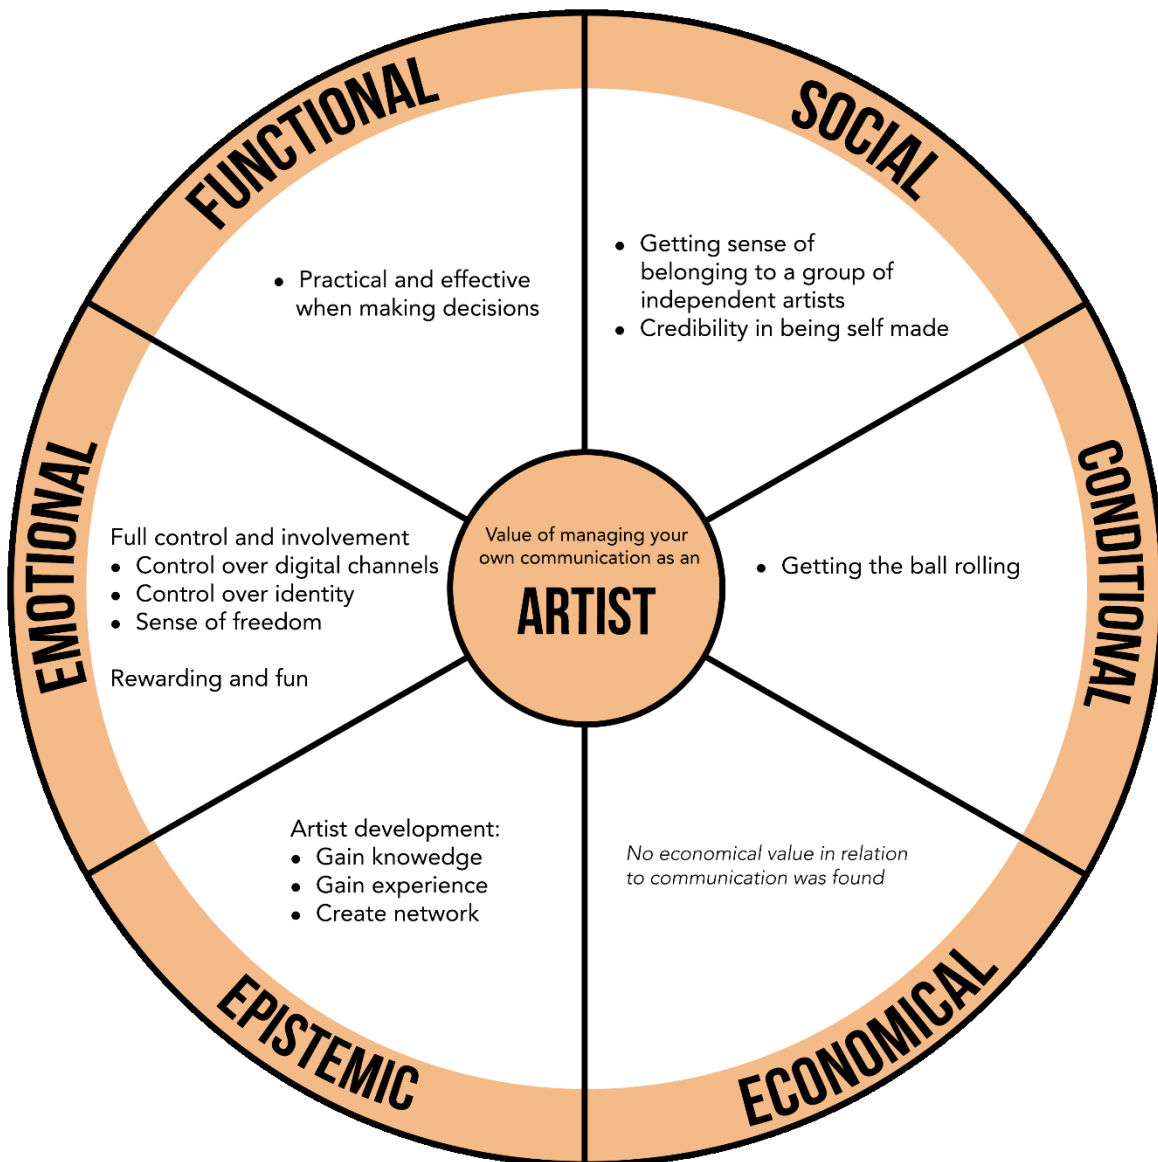 FUNCTIONAL
• Practical and effective
when making decisions
SOCIAL
• Getting sense of
belonging to a group of
independent artists
• Credibility in being self made
EMOTIONAL
Full control and involvement
• Control over digital channels
• Control over identity
• Sense of freedom
Rewarding and fun
Value of managing your
own communication as an
ARTIST
CONDITIONAL
• Getting the ball rolling
EPISTEMIC
Artist development:
• Gain knowedge
• Gain experience
• Create network
ECONOMICAL
No economical value in relation
to communication was found